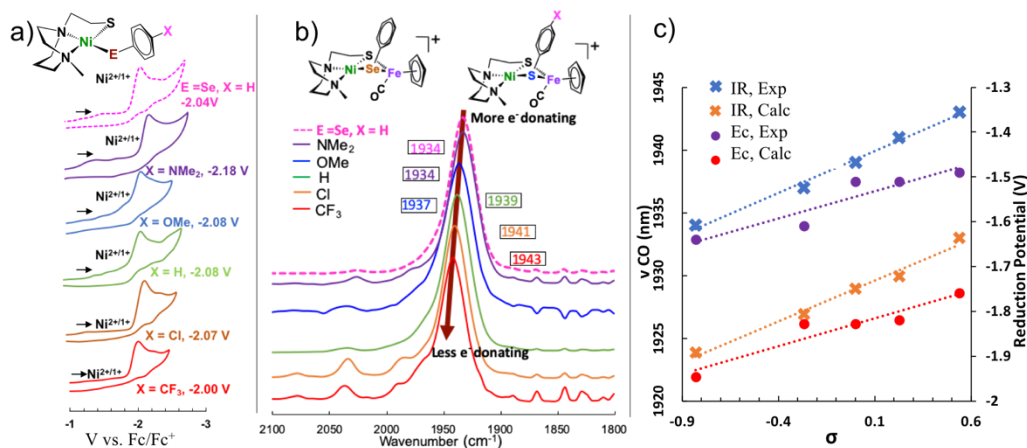 a)
X
S
N
Ni
N
E
Ni2+/1+
E =Se, X = H
-2.04V
Ni2+/1+
X = NMe2, -2.18 V
Ni2+/1+
X = OMe, -2.08 V
Ni2+/1+
X = H, -2.08 V
Ni2+/1+
X = Cl, -2.07 V
Ni2+/1+
X = CF3, -2.00 V
-1 -2 -3
V vs. Fc/Fc+
b)
+
N
S
Ni
Se
Fe
N
OC
X
+
N
S
Ni
S
Fe
N
OC
More e- donating
E =Se, X = H
NMe2
OMe
H
Cl
CF3
1934
1934
1937
1939
1941
1943
Less e- donating
2100 2050 2000 1950 1900 1850 1800
Wavenumber (cm-1)
c)
IR, Exp
IR, Calc
Ec, Exp
Ec, Calc
ν CO (nm)
1945
1940
1935
1930
1925
1920
-0.9 -0.6 -0.3 0 0.3 0.6
σ
-1.3
-1.4
-1.5
-1.6
-1.7
-1.8
-1.9
-2
Reduction Potential (V)